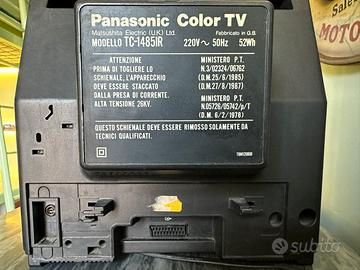 Panasonic Color TV
Matsushita Electric (U.K) Ltd. Fabbricato in G.B.
MODELLO TC-1485IR 220V ~ 50Hz 52Wh
ATTENZIONE
PRIMA DI TOGLIERE LO
SCHIENALE, L'APPARECCHIO
DEVE ESSERE STACCATO
DALLA PRESA DI CORRENTE.
ALTA TENSIONE 26KV.
MINISTERO P.T.
N.3/02324/06762
(D.M.25/6/1985)
(D.M.27/8/1987)
MINISTERO P.T.
N.05726/05742/p/T
(D.M 6/2/1978)
QUESTO SCHIENALE DEVE ESSERE RIMOSSO SOLAMENTE DA
TECNICI QUALIFICATI.
MOTO
subito